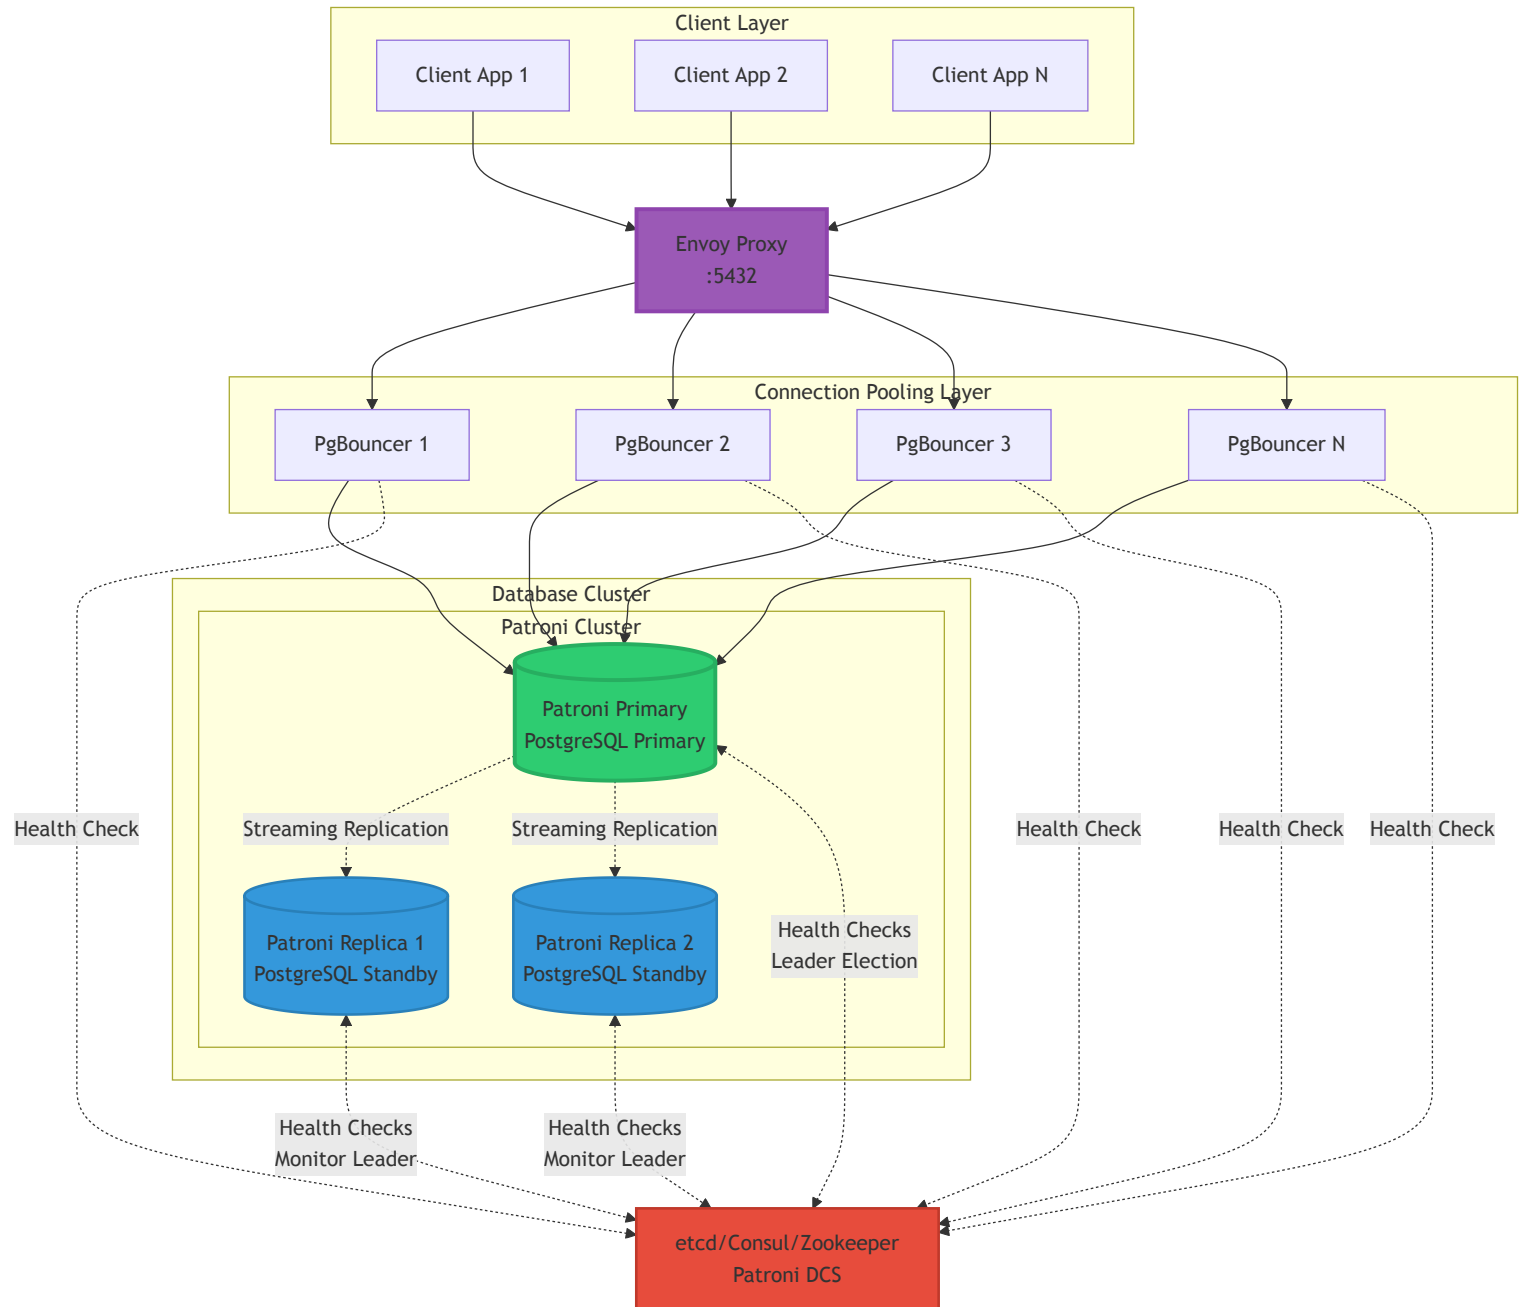 Client Layer
Client App 1
Client App 2
Client App N
Envoy Proxy
:5432
Connection Pooling Layer
PgBouncer 1
PgBouncer 2
PgBouncer 3
PgBouncer N
Database Cluster
Patroni Cluster
Patroni Primary
PostgreSQL Primary
Health Check
Streaming Replication
Streaming Replication
Health Check
Health Check
Health Check
Patroni Replica 1
PostgreSQL Standby
Patroni Replica 2
PostgreSQL Standby
Health Checks
Leader Election
Health Checks
Monitor Leader
Health Checks
Monitor Leader
etcd/Consul/Zookeeper
Patroni DCS